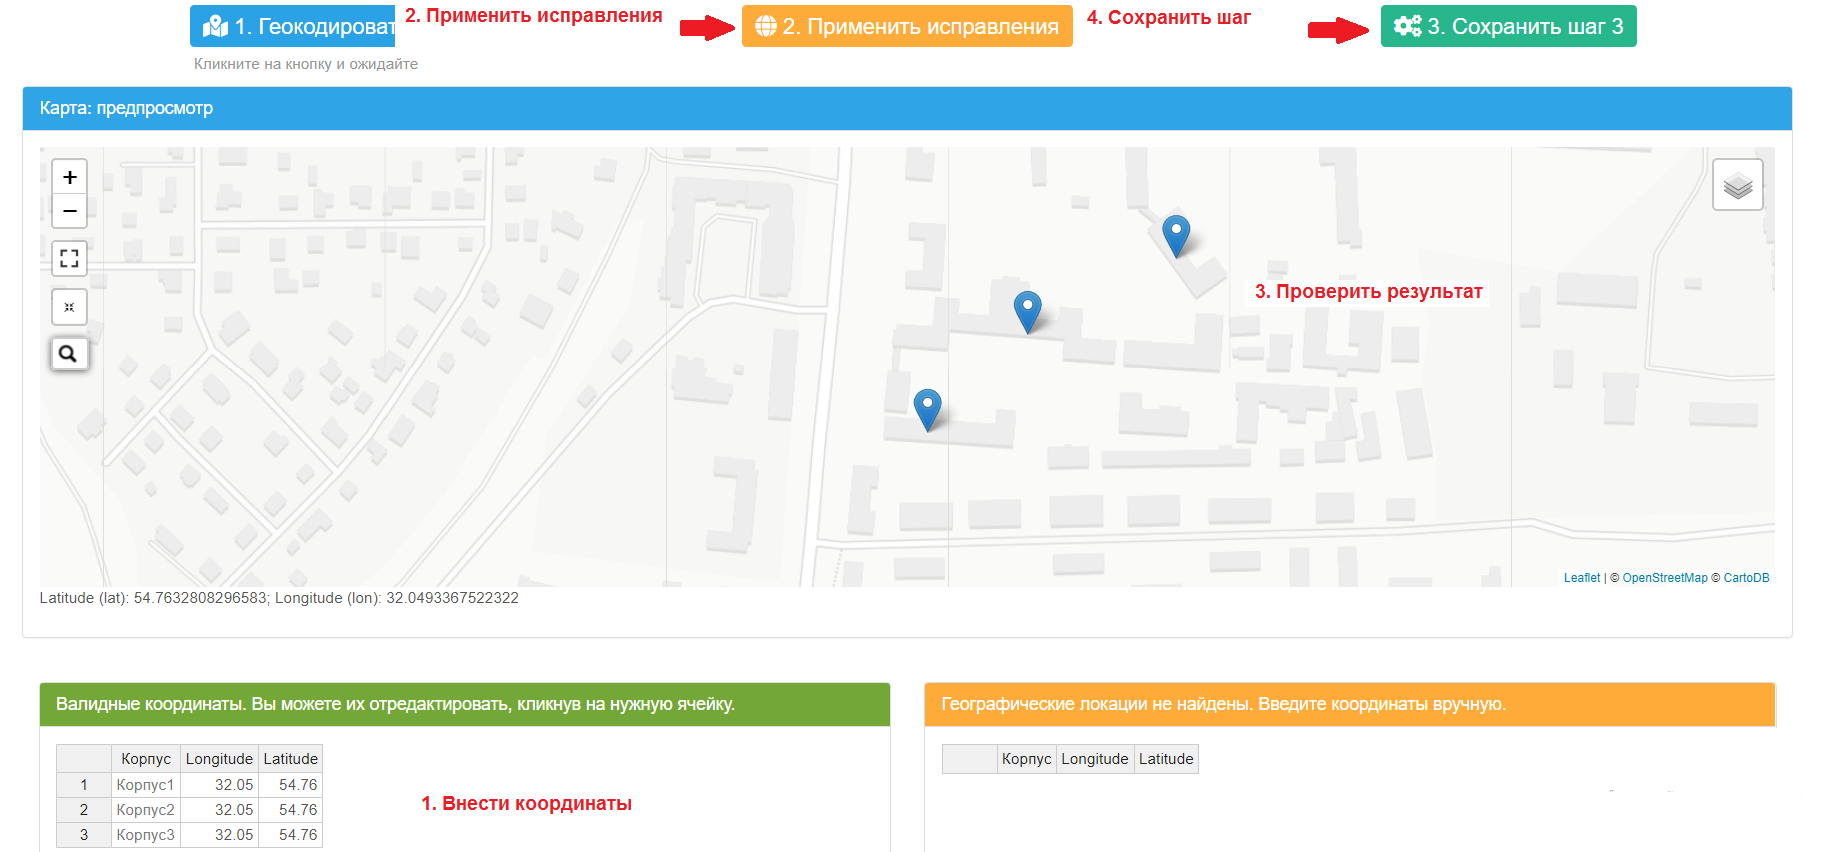 1. Геокодироват
2. Применить исправления
2. Применить исправления
4. Сохранить шаг
3. Сохранить шаг 3
Кликните на кнопку и ожидайте
Карта: предпросмотр
+
−
3. Проверить результат
Leaflet | © OpenStreetMap © CartoDB
Latitude (lat): 54.7632808296583; Longitude (lon): 32.0493367522322
Валидные координаты. Вы можете их отредактировать, кликнув на нужную ячейку.
Корпус Longitude Latitude
1 Корпус1 32.05 54.76
2 Корпус2 32.05 54.76
3 Корпус3 32.05 54.76
1. Внести координаты
Географические локации не найдены. Введите координаты вручную.
Корпус Longitude Latitude